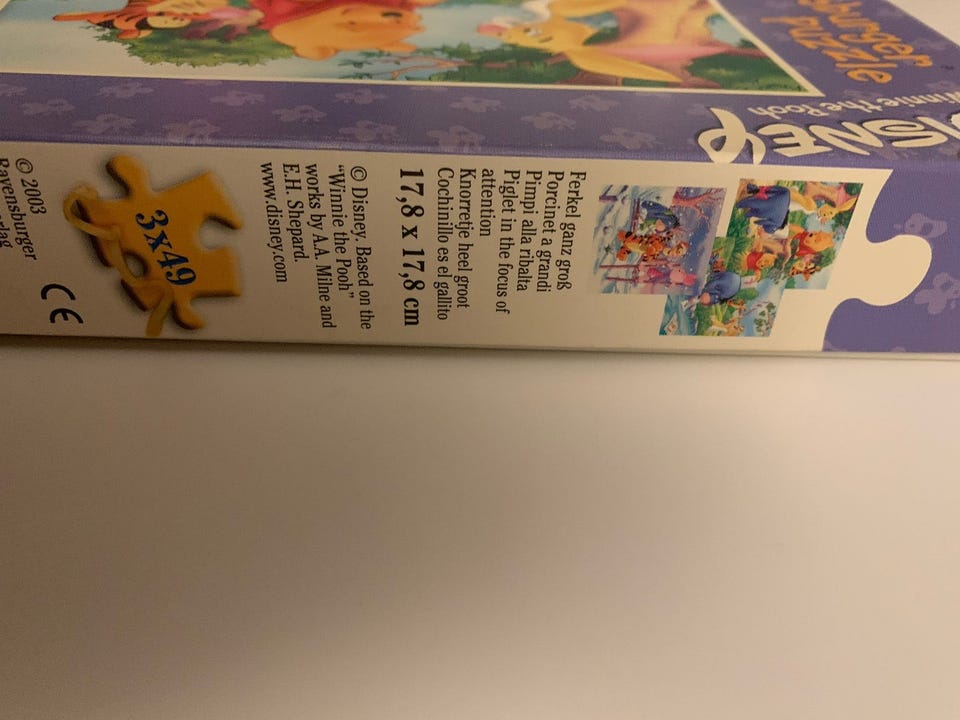 puzzle
Winnie the Pooh
DISNEY
Ferkel ganz groß
Porcinet a grandi
Pimpi alla ribalta
Piglet in the focus of
attention
Knorretje heel groot
Cochinillo es el gallito
17,8 x 17,8 cm
© Disney. Based on the
"Winnie the Pooh"
works by A.A. Milne and
E.H. Shepard.
www.disney.com
3x49
CE
© 2003
Ravensburger